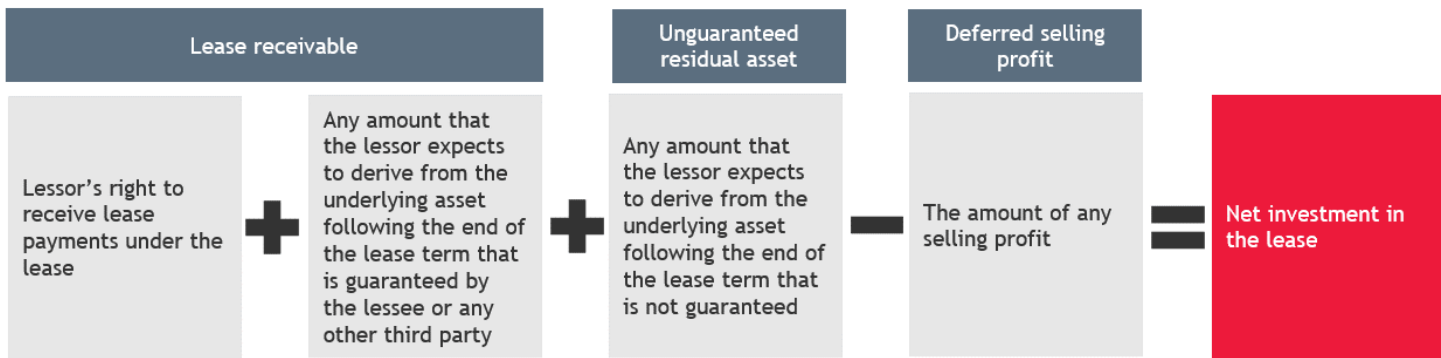 Lease receivable
Unguaranteed
residual asset
Deferred selling
profit
Lessor’s right to
receive lease
payments under the
lease
Any amount that
the lessor expects
to derive from the
underlying asset
following the end of
the lease term that
is guaranteed by
the lessee or any
other third party
Any amount that
the lessor expects
to derive from the
underlying asset
following the end of
the lease term that
is not guaranteed
The amount of any
selling profit
Net investment in
the lease